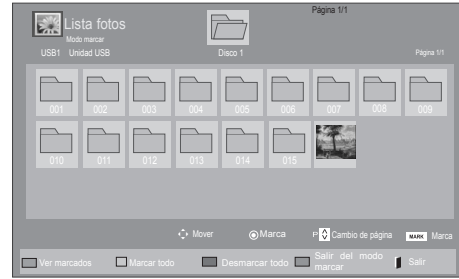 Página 1/1
Lista fotos
Modo marcar
USB1 Unidad USB
Disco 1
Página 1/1
001 002 003 004 005 006 007 008 009
010 011 012 013 014 015
Mover
Marca
P Cambio de página
MARK Marca
Ver marcados
Marcar todo
Desmarcar todo
Salir del modo
marcar
Salir